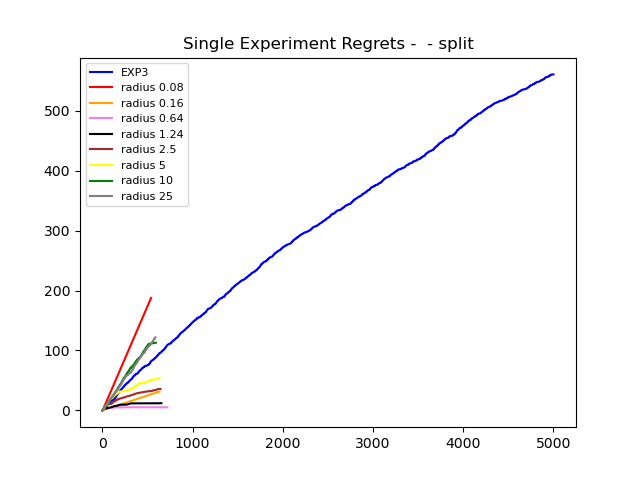 Single Experiment Regrets -  - split
EXP3
radius 0.08
radius 0.16
radius 0.64
radius 1.24
radius 2.5
radius 5
radius 10
radius 25
500
400
300
200
100
0
0 1000 2000 3000 4000 5000